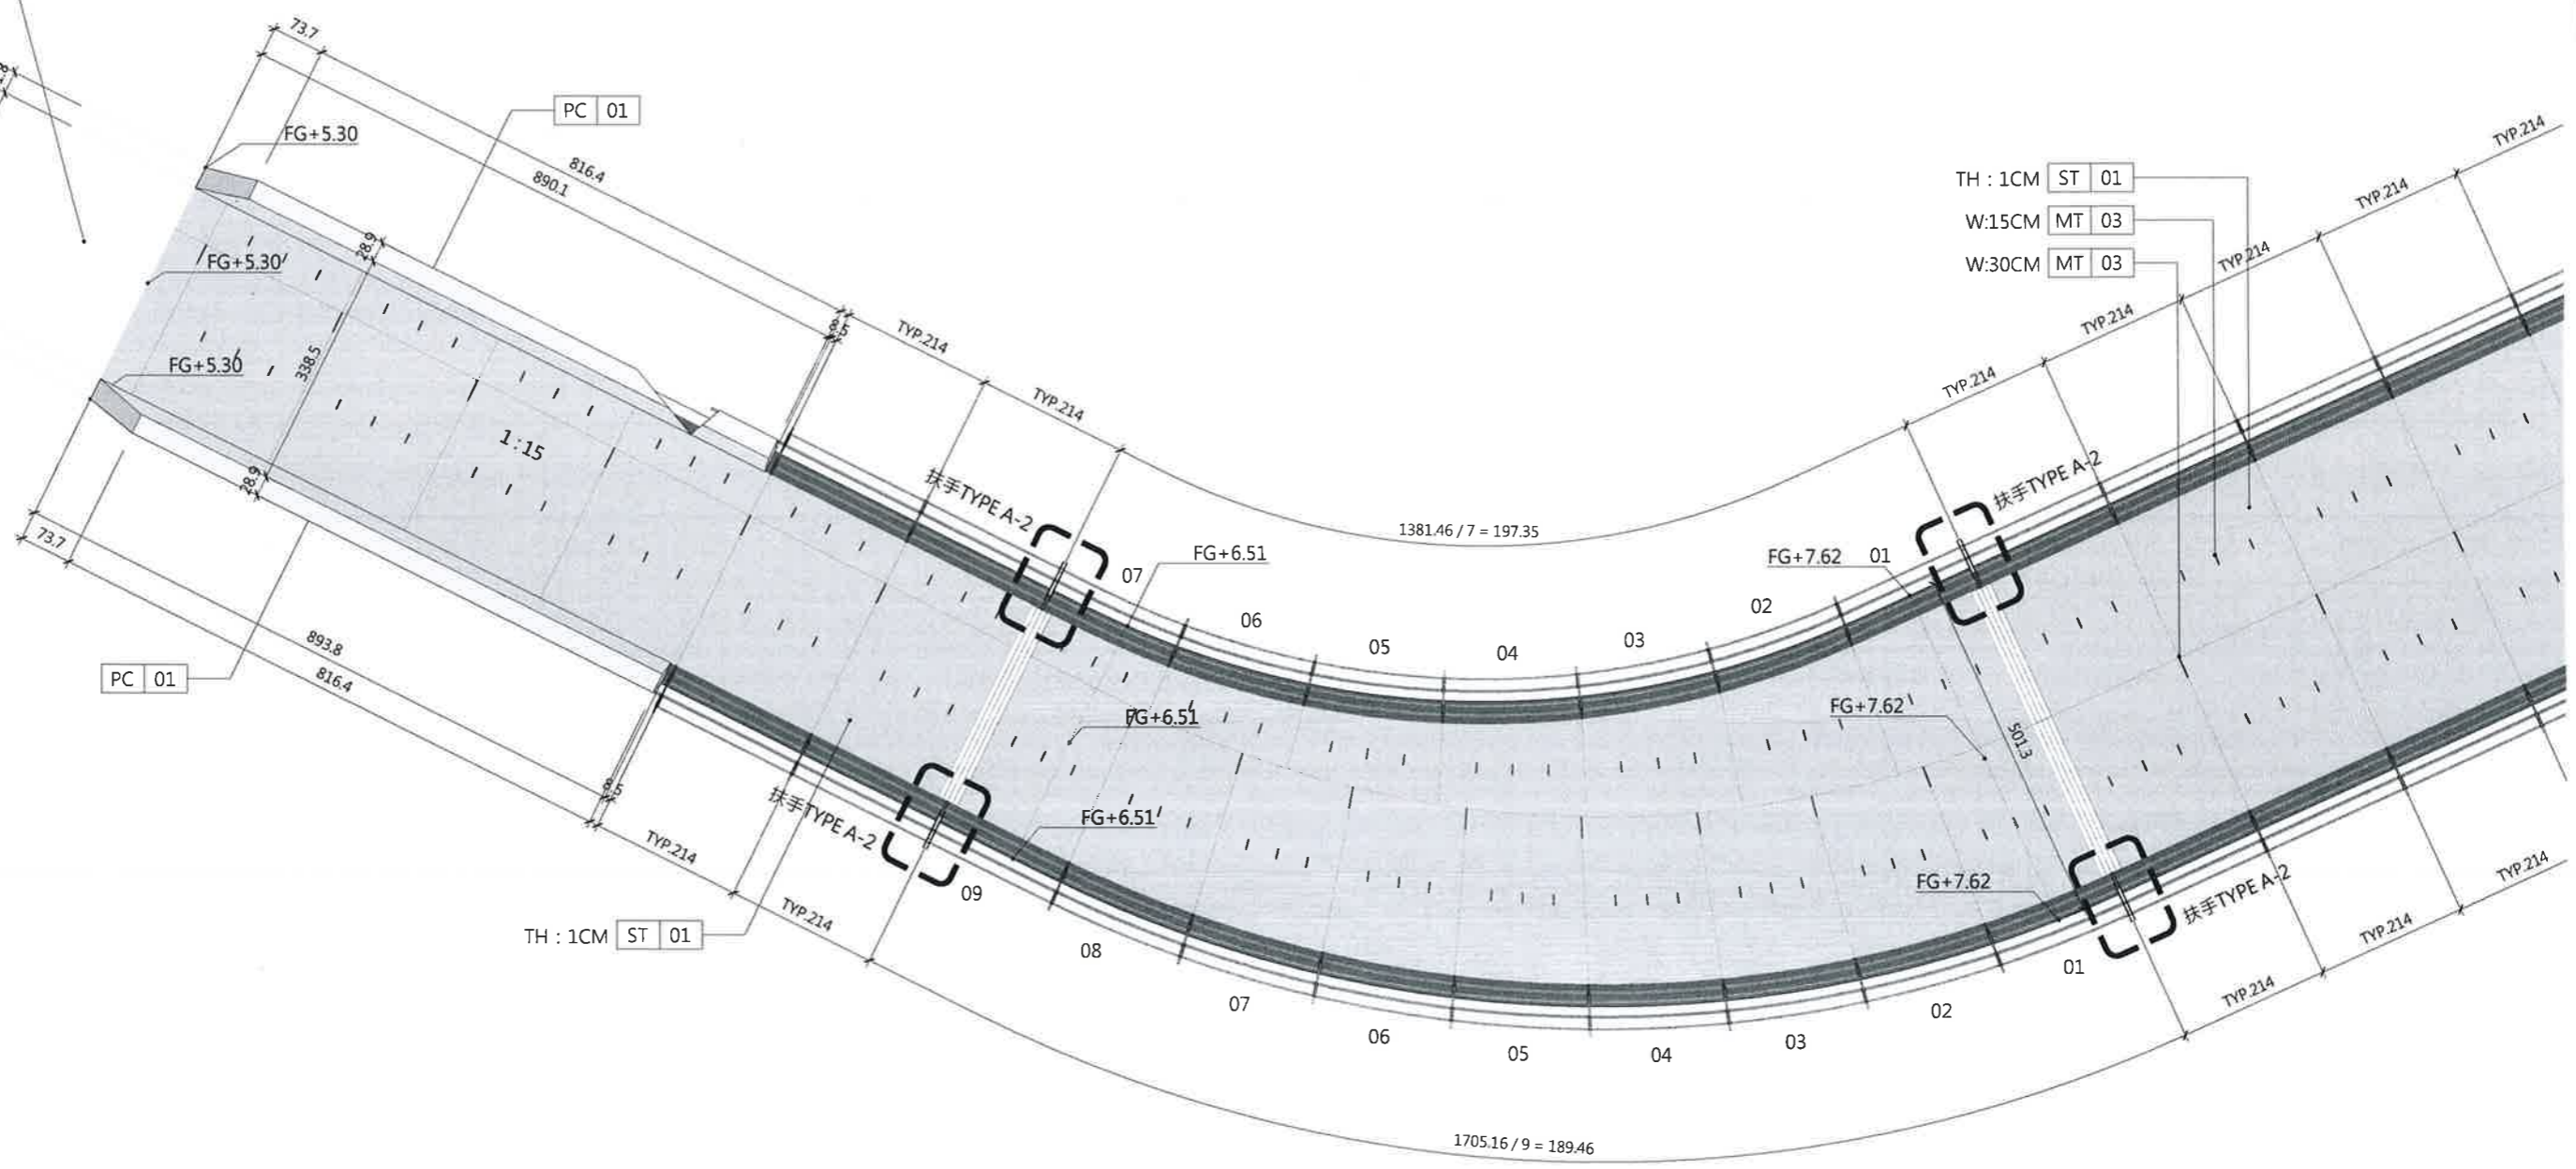 73.7
FG+5.30
PC 01
816.4
890.1
28.9
FG+5.30
338.5
FG+5.30
28.9
1:15
73.7
893.8
816.4
PC 01
8.5
TYP.214
TYP.214
扶手TYPE A-2
07
FG+6.51
06
05
04
03
02
01
1381.46 / 7 = 197.35
FG+7.62
扶手TYPE A-2
TH : 1CM ST 01
W:15CM MT 03
W:30CM MT 03
TYP.214
TYP.214
TYP.214
TYP.214
TYP.214
FG+6.51
FG+6.51
FG+7.62
501.3
FG+7.62
8.5
TYP.214
TYP.214
扶手TYPE A-2
TH : 1CM ST 01
09
08
07
06
05
04
03
02
01
扶手TYPE A-2
TYP.214
TYP.214
TYP.214
1705.16 / 9 = 189.46